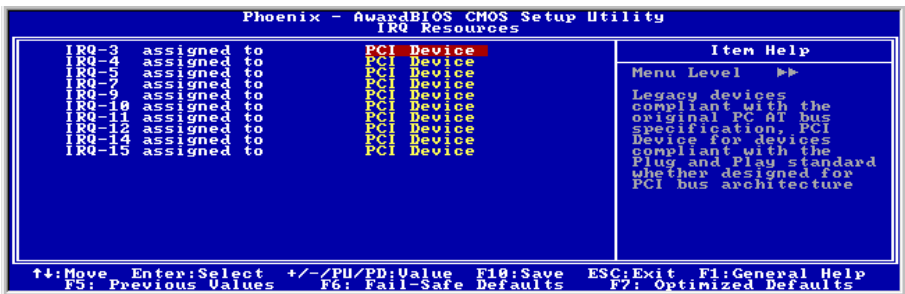 Phoenix - AwardBIOS CMOS Setup Utility
IRQ Resources
IRQ-3 assigned to PCI Device
IRQ-4 assigned to PCI Device
IRQ-5 assigned to PCI Device
IRQ-7 assigned to PCI Device
IRQ-9 assigned to PCI Device
IRQ-10 assigned to PCI Device
IRQ-11 assigned to PCI Device
IRQ-12 assigned to PCI Device
IRQ-14 assigned to PCI Device
IRQ-15 assigned to PCI Device
Item Help
Menu Level ▶▶
Legacy devices
compliant with the
original PC AT bus
specification, PCI
Device for devices
compliant with the
Plug and Play standard
whether designed for
PCI bus architecture
↑↓:Move Enter:Select +/-/PU/PD:Value F10:Save ESC:Exit F1:General Help
F5: Previous Values F6: Fail-Safe Defaults F7: Optimized Defaults